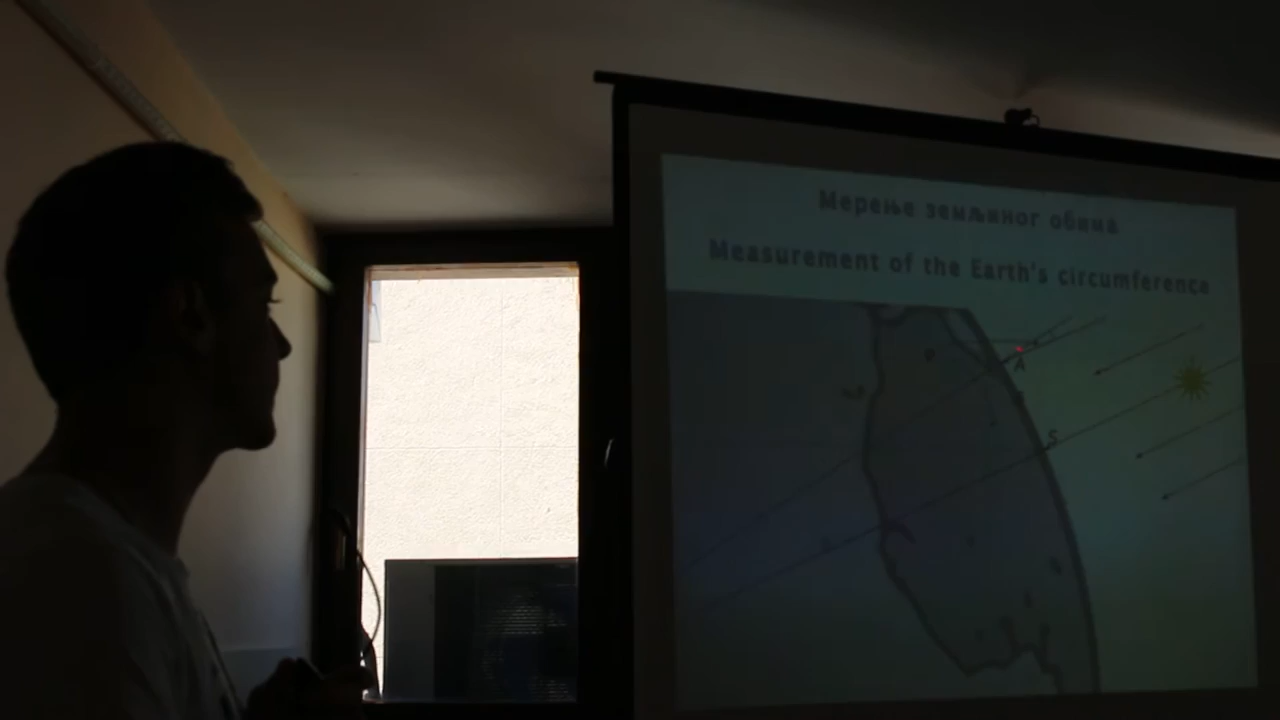 Мерење земљиног обима
Measurement of the Earth's circumference
A
S